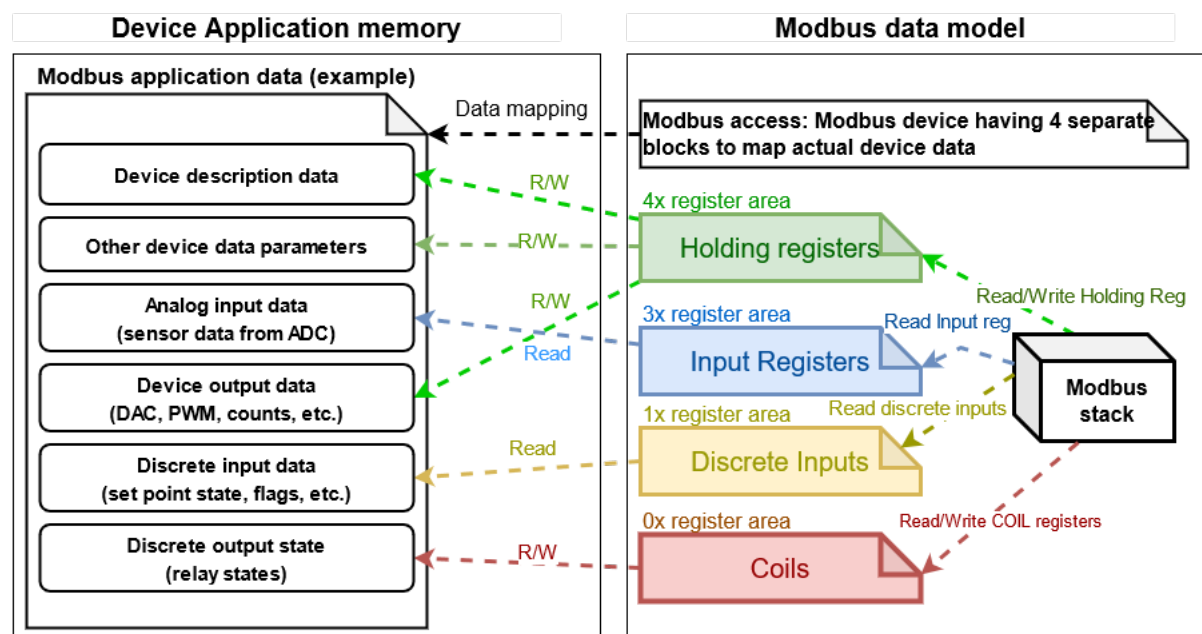 Device Application memory
Modbus data model
Modbus application data (example)
Data mapping
Modbus access: Modbus device having 4 separate
blocks to map actual device data
Device description data
R/W
4x register area
Holding registers
Other device data parameters
R/W
Read/Write Holding Reg
Analog input data
(sensor data from ADC)
R/W
Read
3x register area
Input Registers
Read Input reg
Modbus
stack
Device output data
(DAC, PWM, counts, etc.)
Read discrete inputs
1x register area
Discrete Inputs
Read
Discrete input data
(set point state, flags, etc.)
0x register area
Read/Write COIL registers
Coils
R/W
Discrete output state
(relay states)